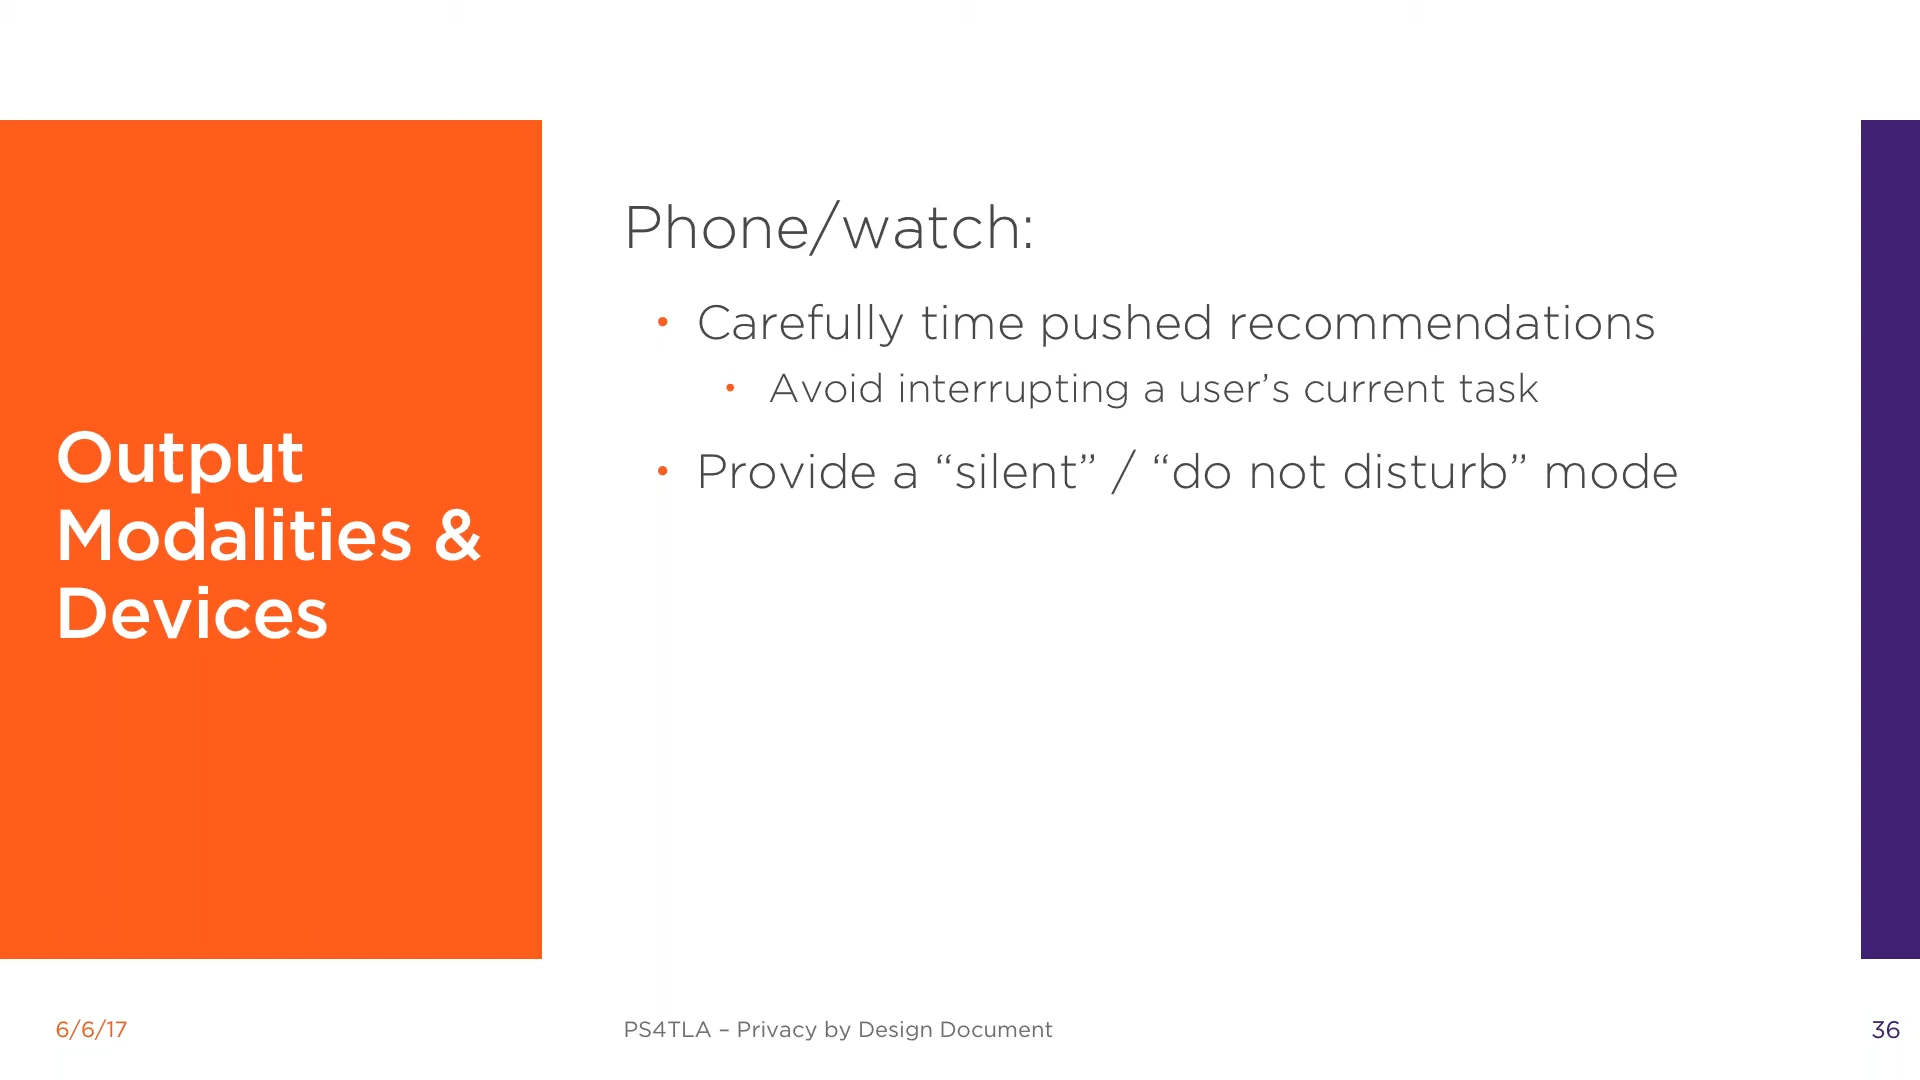 Output
Modalities &
Devices
Phone/watch:
• Carefully time pushed recommendations
• Avoid interrupting a user’s current task
• Provide a “silent” / “do not disturb” mode
6/6/17
PS4TLA – Privacy by Design Document
36